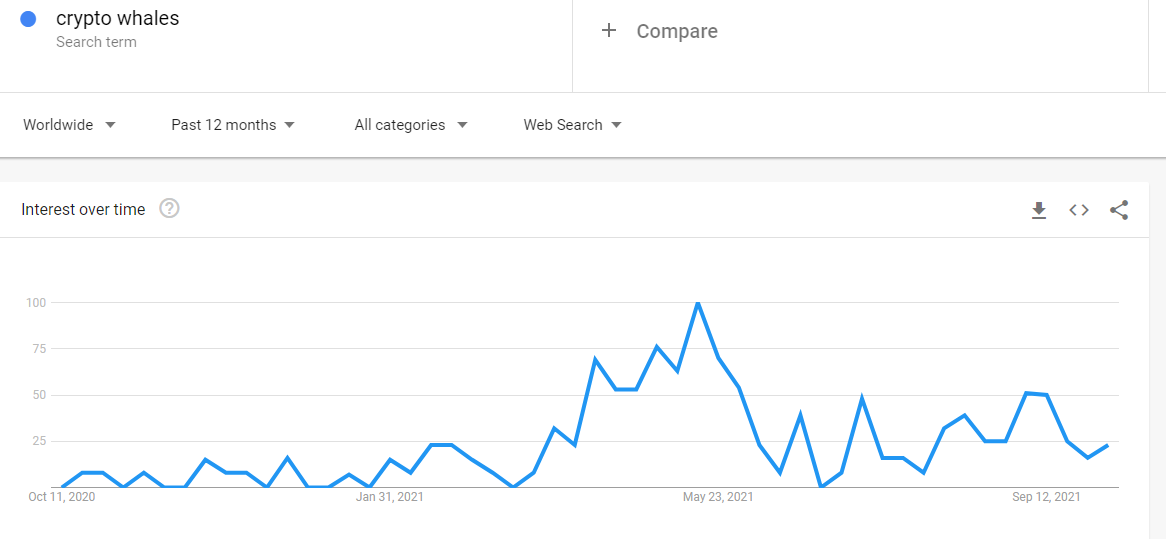 crypto whales
Search term
+ Compare
Worldwide
Past 12 months
All categories
Web Search
Interest over time ?
100
75
50
25
Oct 11, 2020
Jan 31, 2021
May 23, 2021
Sep 12, 2021